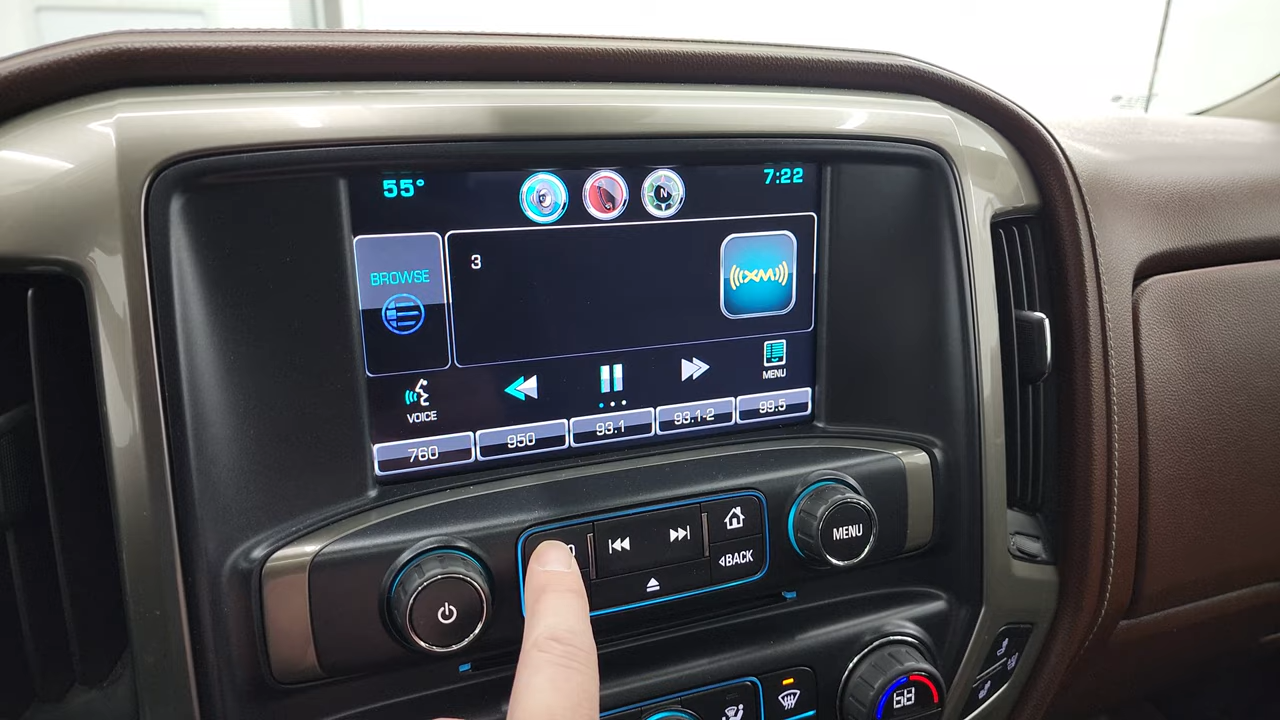 55°
N
7:22
BROWSE
3
((XM))
VOICE
MENU
760
950
93.1
93.1-2
99.5
MENU
◁BACK
68